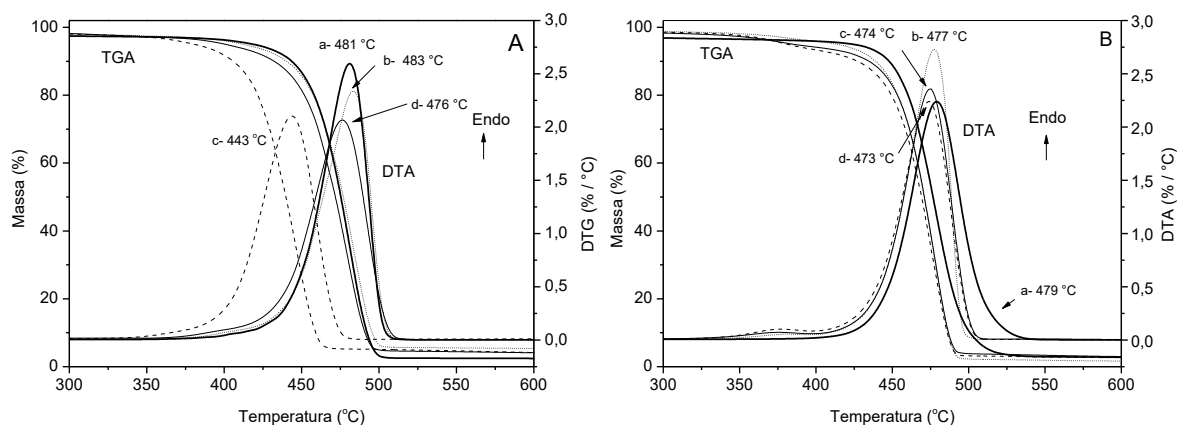 A
TGA
a- 481 °C
b- 483 °C
d- 476 °C
c- 443 °C
Endo
DTA
100
80
60
40
20
0
Massa (%)
3,0
2,5
2,0
1,5
1,0
0,5
0,0
DTG (% / °C)
300 350 400 450 500 550 600
Temperatura (°C)
B
TGA
c- 474 °C
b- 477 °C
Endo
DTA
d- 473 °C
a- 479 °C
100
80
60
40
20
0
Massa (%)
3,0
2,5
2,0
1,5
1,0
0,5
0,0
DTA (% / °C)
300 350 400 450 500 550 600
Temperatura (°C)